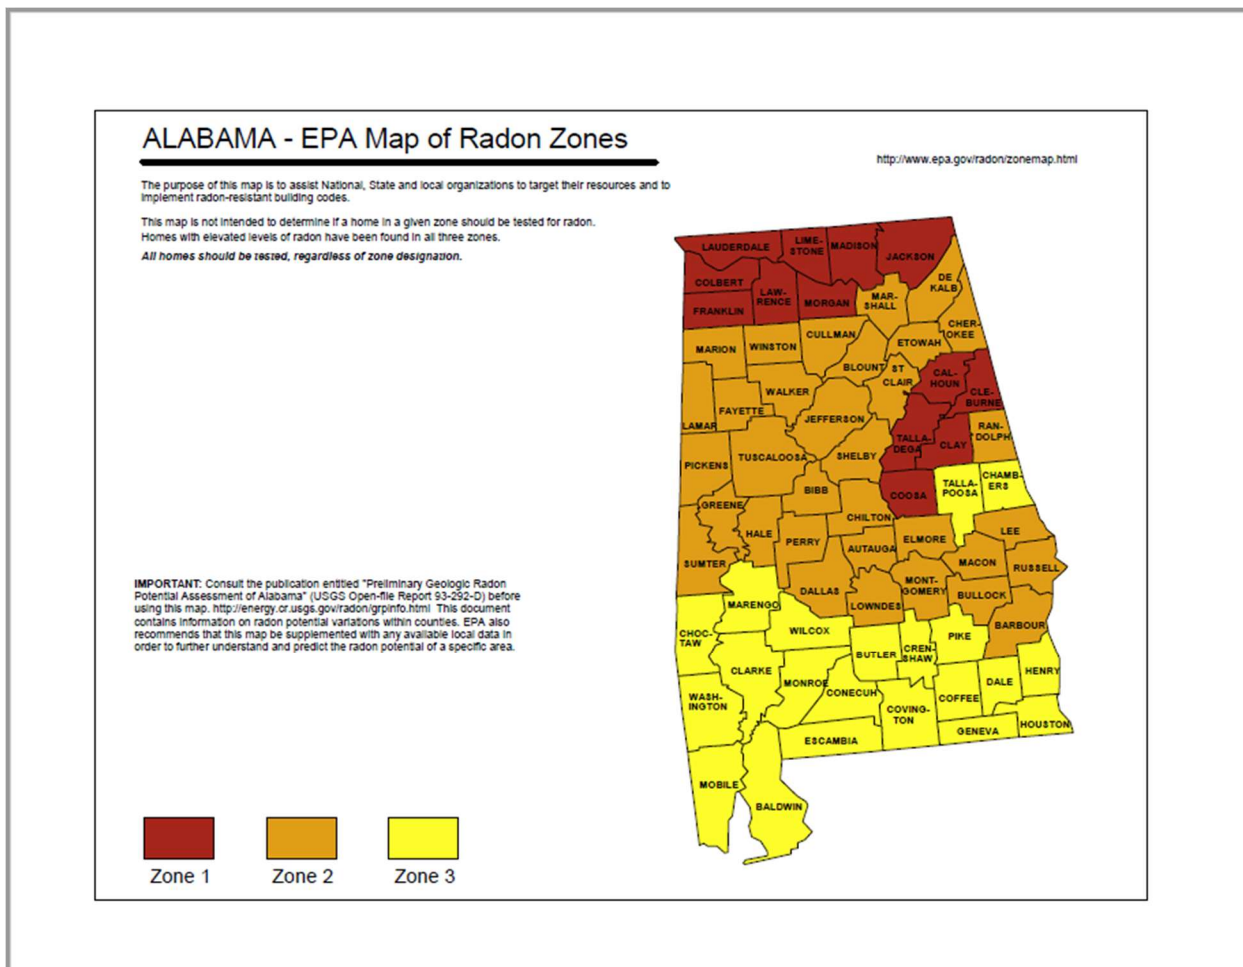 ALABAMA - EPA Map of Radon Zones
http://www.epa.gov/radon/zonemap.html
The purpose of this map is to assist National, State and local organizations to target their resources and to
implement radon-resistant building codes.
This map is not intended to determine if a home in a given zone should be tested for radon.
Homes with elevated levels of radon have been found in all three zones.
All homes should be tested, regardless of zone designation.
LAUDERDALE
LIME-
STONE
MADISON
JACKSON
COLBERT
LAW-
RENCE
FRANKLIN
MORGAN
MAR-
SHALL
DE
KALB
CHER-
OKEE
MARION
WINSTON
CULLMAN
ETOWAH
BLOUNT
ST
CLAIR
CAL-
HOUN
CLE-
BURNE
WALKER
FAYETTE
LAMAR
JEFFERSON
TALLA-
DEGA
CLAY
RAN-
DOLPH
PICKENS
TUSCALOOSA
SHELBY
BIBB
COOSA
TALLA-
POOSA
CHAMB-
ERS
GREENE
HALE
PERRY
CHILTON
AUTAUGA
ELMORE
LEE
SUMTER
MACON
RUSSELL
DALLAS
LOWNDES
MONT-
GOMERY
BULLOCK
MARENGO
BARBOUR
CHOC-
TAW
WILCOX
BUTLER
CREN-
SHAW
PIKE
CLARKE
MONROE
CONECUH
COFFEE
DALE
HENRY
WASH-
INGTON
COVING-
TON
ESCAMBIA
GENEVA
HOUSTON
MOBILE
BALDWIN
IMPORTANT: Consult the publication entitled "Preliminary Geologic Radon
Potential Assessment of Alabama" (USGS Open-file Report 93-292-D) before
using this map. http://energy.cr.usgs.gov/radon/grpinfo.html This document
contains information on radon potential variations within counties. EPA also
recommends that this map be supplemented with any available local data in
order to further understand and predict the radon potential of a specific area.
Zone 1
Zone 2
Zone 3